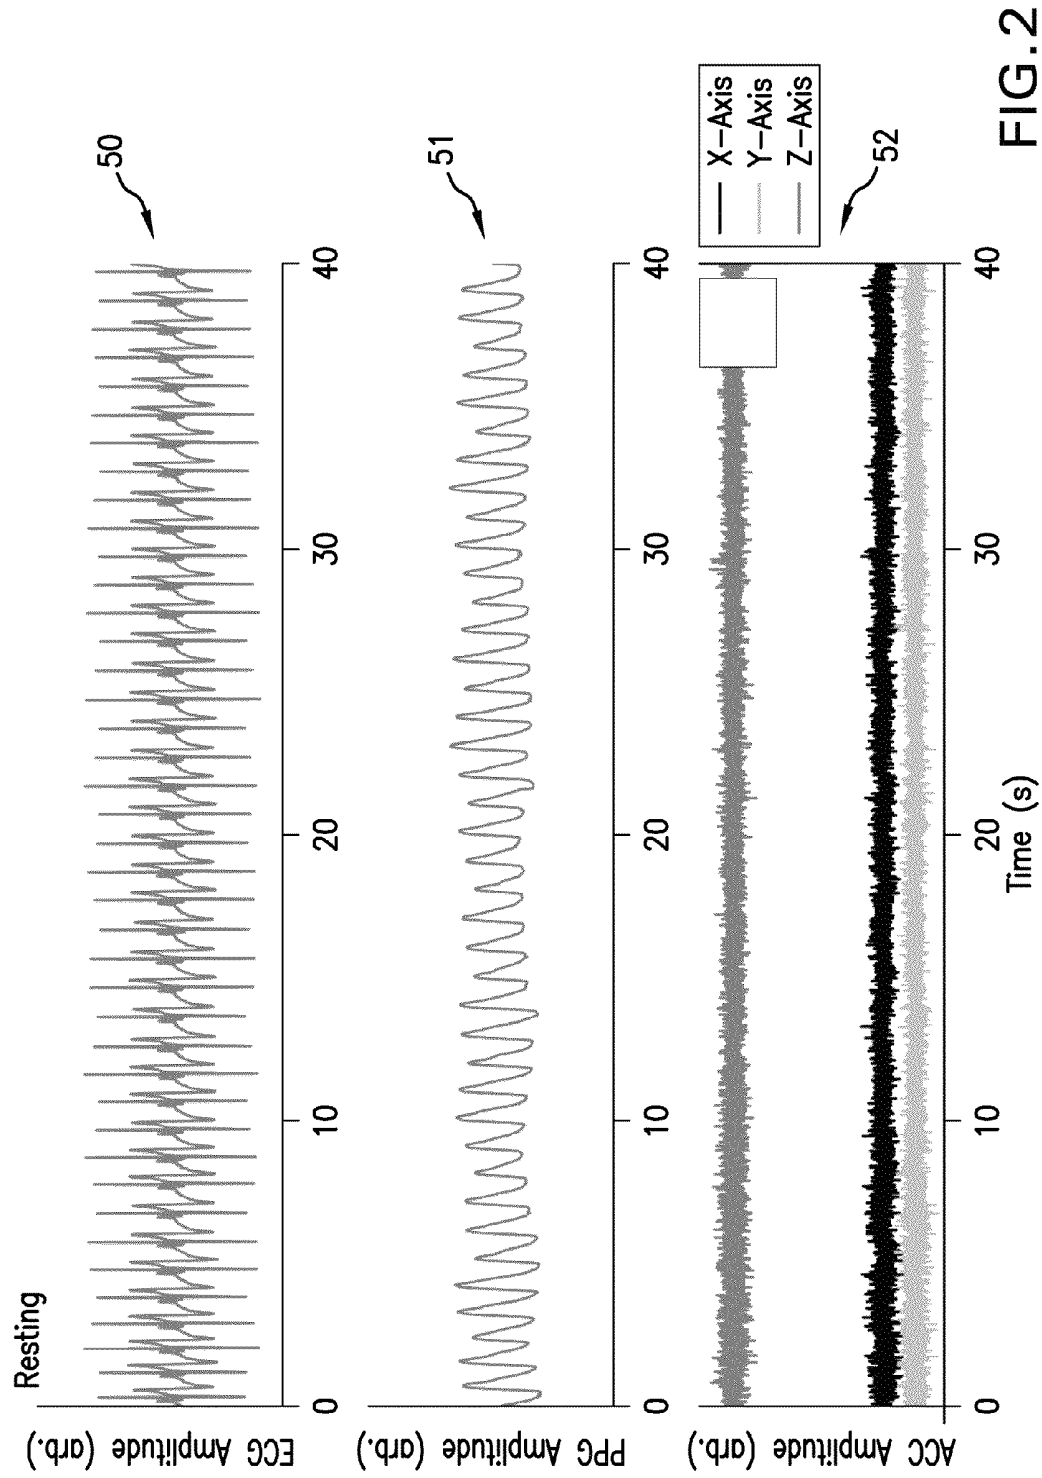 Resting
ECG Amplitude (arb.)
0
10
20
30
40
50
PPG Amplitude (arb.)
0
10
20
30
40
51
ACC Amplitude (arb.)
0
10
20
30
40
Time (s)
X-Axis
Y-Axis
Z-Axis
52
FIG.2